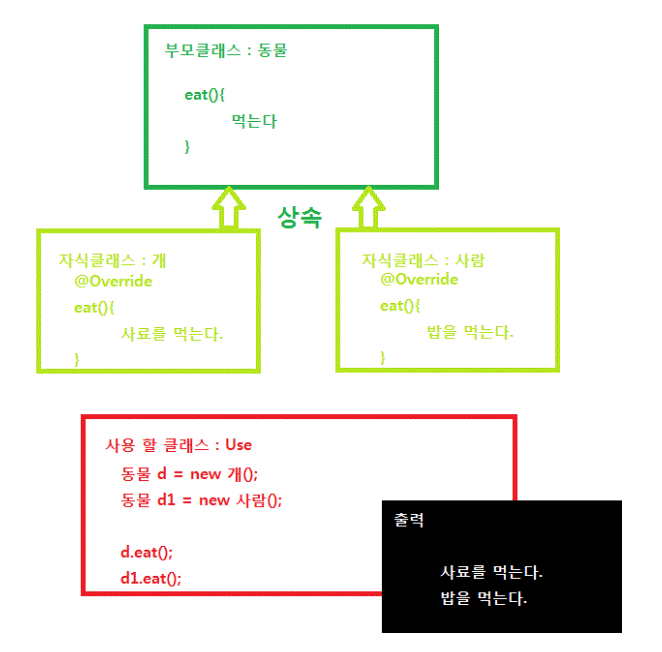 부모클래스 : 동물
eat(){
먹는다
}
상속
자식클래스 : 개
@Override
eat(){
사료를 먹는다.
}
자식클래스 : 사람
@Override
eat(){
밥을 먹는다.
}
사용 할 클래스 : Use
동물 d = new 개();
동물 d1 = new 사람();
d.eat();
d1.eat();
출력
사료를 먹는다.
밥을 먹는다.